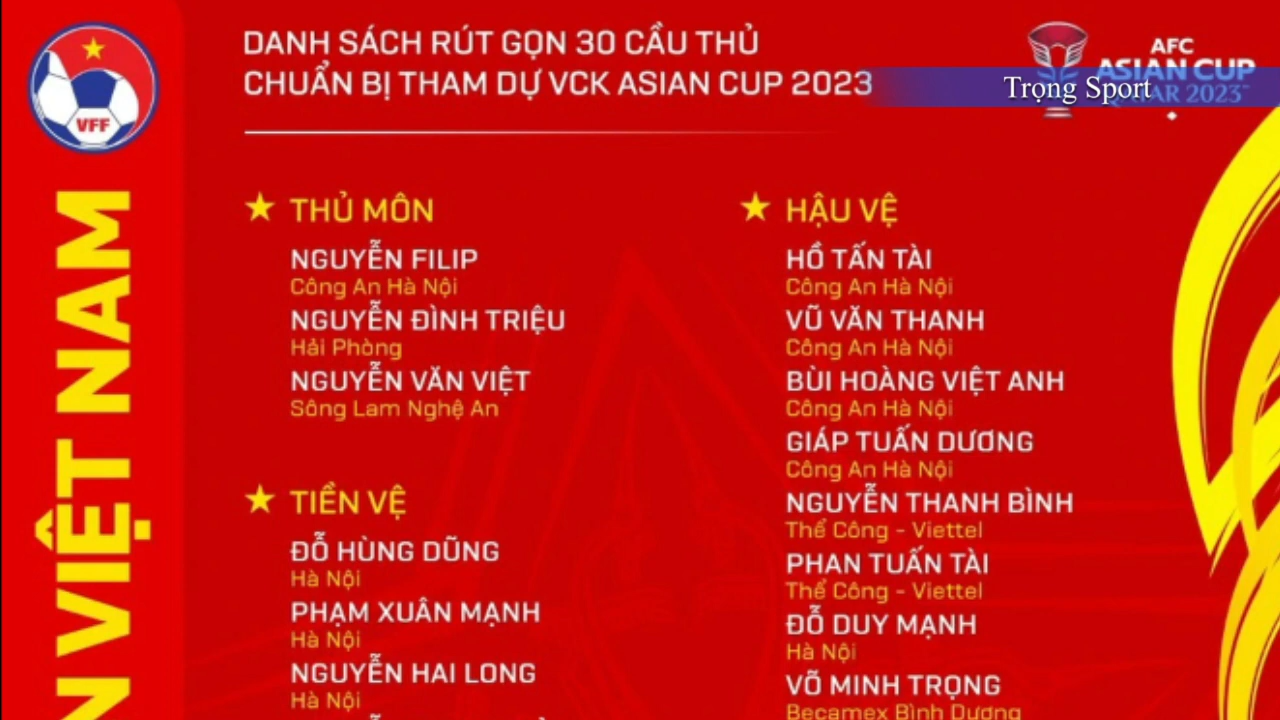 DANH SÁCH RÚT GỌN 30 CẦU THỦ
CHUẨN BỊ THAM DỰ VCK ASIAN CUP 2023
VFF
AFC
ASIAN CUP
QATAR 2023
Trọng Sport
VIỆT NAM
THỦ MÔN
NGUYỄN FILIP
Công An Hà Nội
NGUYỄN ĐÌNH TRIỆU
Hải Phòng
NGUYỄN VĂN VIỆT
Sông Lam Nghệ An
TIỀN VỆ
ĐỖ HÙNG DŨNG
Hà Nội
PHẠM XUÂN MẠNH
Hà Nội
NGUYỄN HAI LONG
Hà Nội
HẬU VỆ
HỒ TẤN TÀI
Công An Hà Nội
VŨ VĂN THANH
Công An Hà Nội
BÙI HOÀNG VIỆT ANH
Công An Hà Nội
GIÁP TUẤN DƯƠNG
Công An Hà Nội
NGUYỄN THANH BÌNH
Thể Công - Viettel
PHAN TUẤN TÀI
Thể Công - Viettel
ĐỖ DUY MẠNH
Hà Nội
VÕ MINH TRỌNG
Becamex Bình Dương